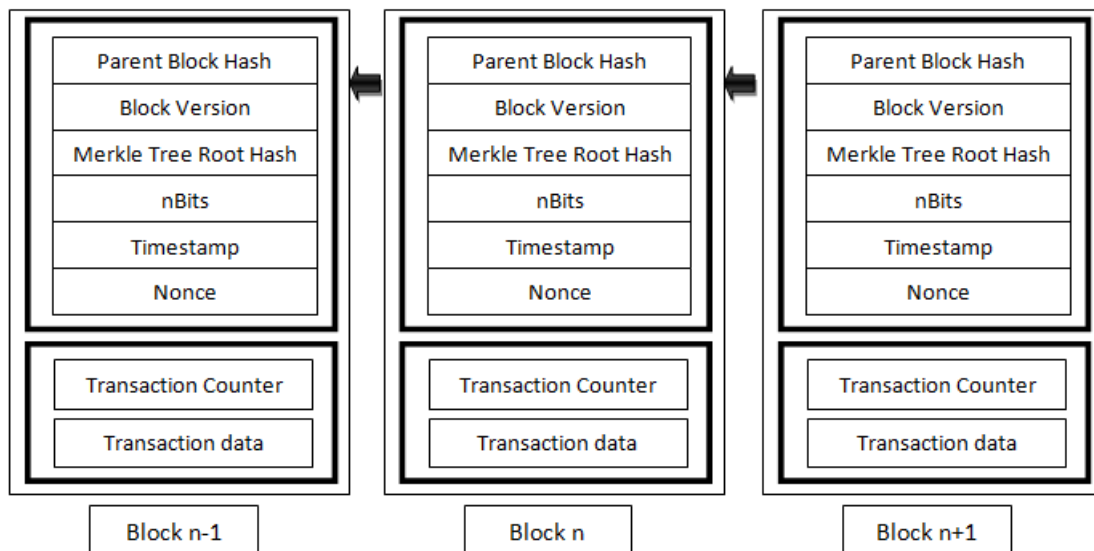 Parent Block Hash
Block Version
Merkle Tree Root Hash
nBits
Timestamp
Nonce
Transaction Counter
Transaction data
Block n-1
Parent Block Hash
Block Version
Merkle Tree Root Hash
nBits
Timestamp
Nonce
Transaction Counter
Transaction data
Block n
Parent Block Hash
Block Version
Merkle Tree Root Hash
nBits
Timestamp
Nonce
Transaction Counter
Transaction data
Block n+1